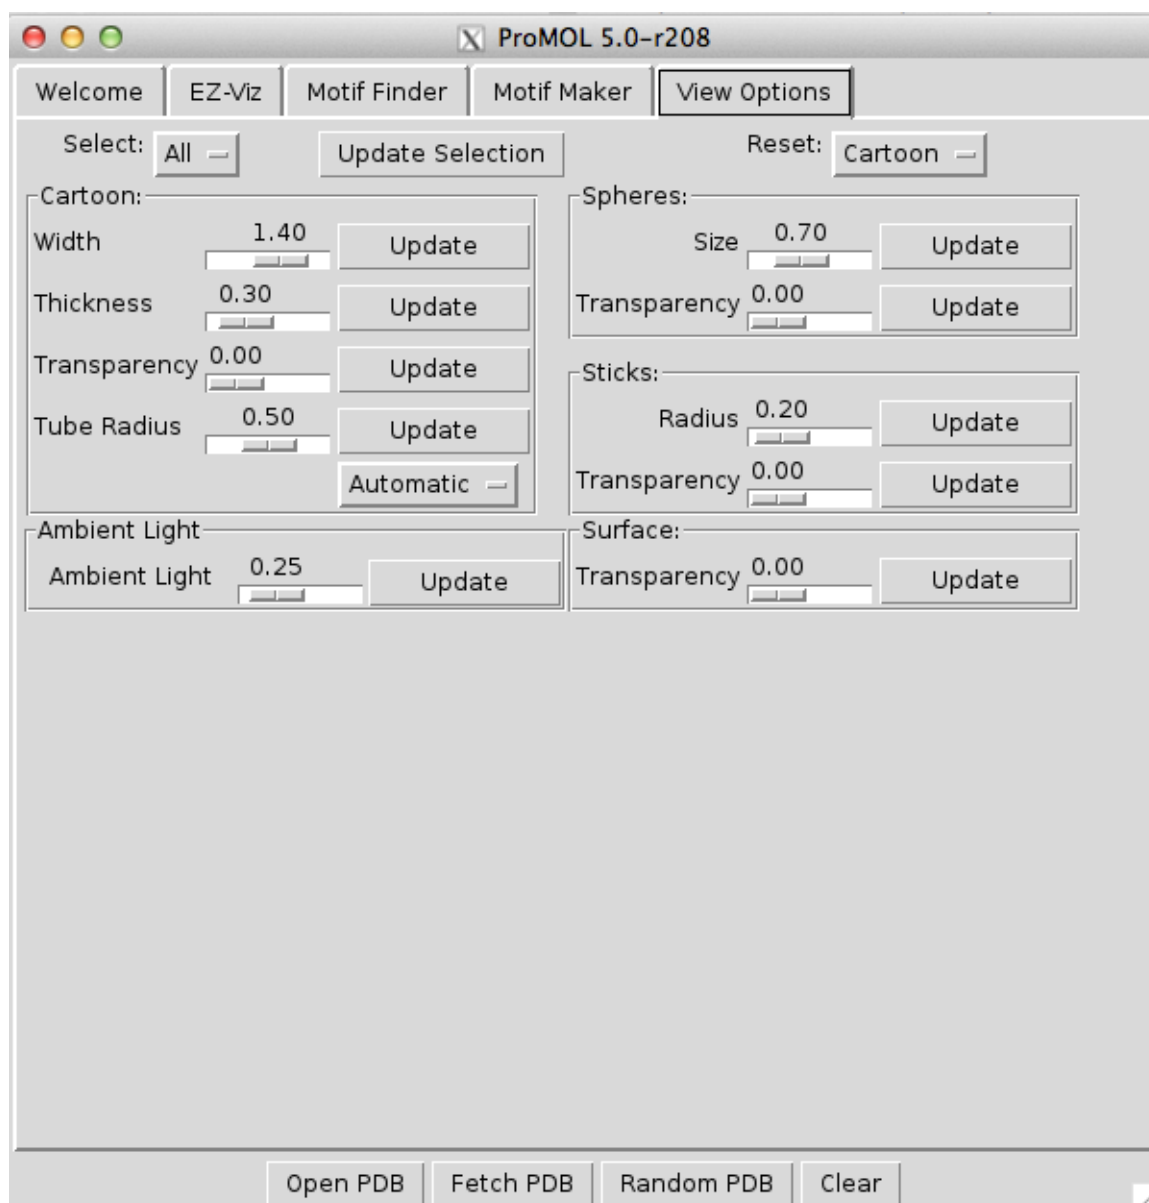 ProMOL 5.0-r208
Welcome EZ-Viz Motif Finder Motif Maker View Options
Select: All Update Selection Reset: Cartoon
Cartoon:
Width 1.40 Update
Thickness 0.30 Update
Transparency 0.00 Update
Tube Radius 0.50 Update
Automatic
Spheres:
Size 0.70 Update
Transparency 0.00 Update
Sticks:
Radius 0.20 Update
Transparency 0.00 Update
Ambient Light
Ambient Light 0.25 Update
Surface:
Transparency 0.00 Update
Open PDB Fetch PDB Random PDB Clear